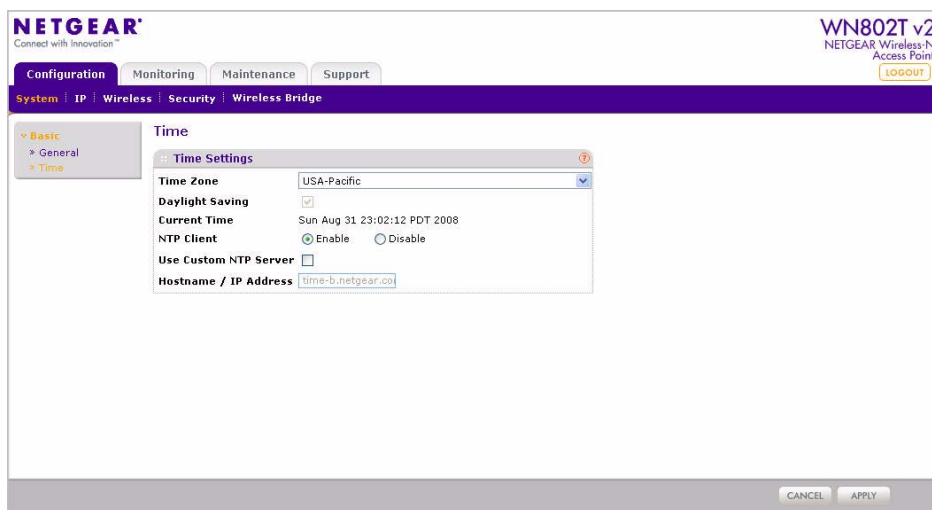 NETGEAR®
Connect with Innovation™
WN802T v2
NETGEAR Wireless-N
Access Point
LOGOUT
Configuration Monitoring Maintenance Support
System IP Wireless Security Wireless Bridge
Basic
» General
» Time
Time
Time Settings ?
Time Zone USA-Pacific
Daylight Saving
Current Time Sun Aug 31 23:02:12 PDT 2008
NTP Client Enable Disable
Use Custom NTP Server
Hostname / IP Address time-b.netgear.co
CANCEL APPLY